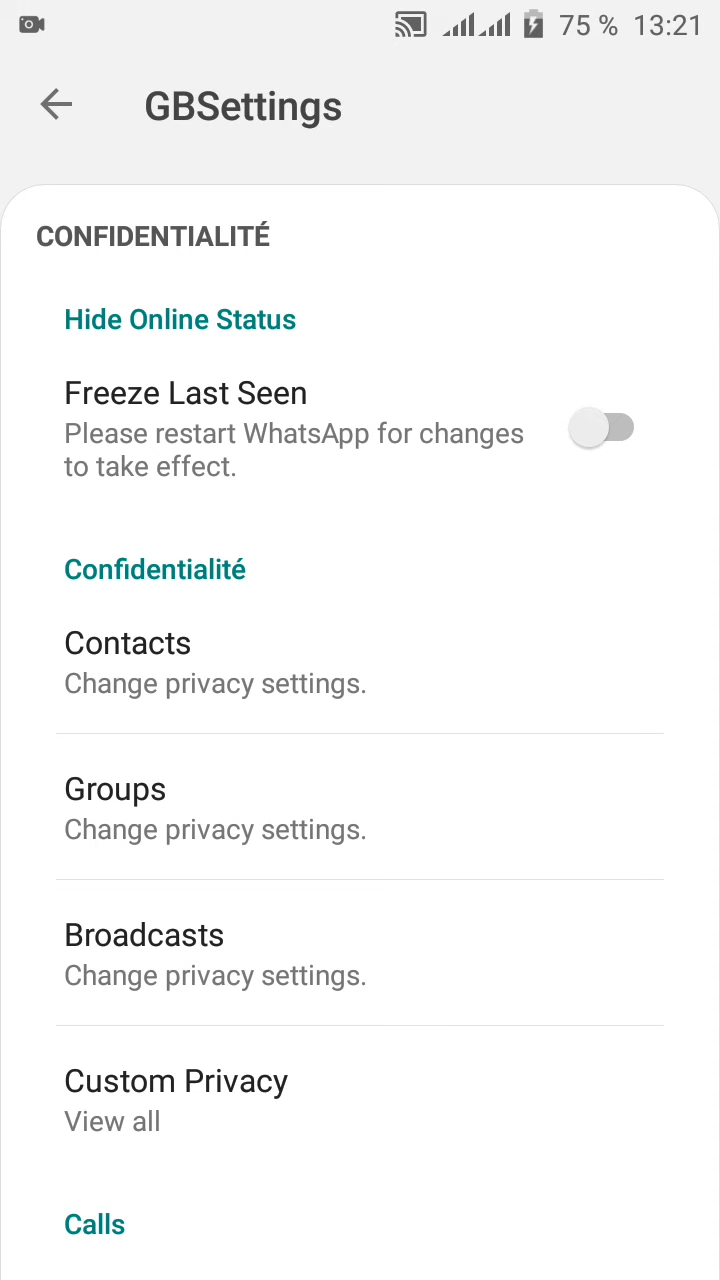 75 % 13:21
GBSettings
CONFIDENTIALITÉ
Hide Online Status
Freeze Last Seen
Please restart WhatsApp for changes
to take effect.
Confidentialité
Contacts
Change privacy settings.
Groups
Change privacy settings.
Broadcasts
Change privacy settings.
Custom Privacy
View all
Calls